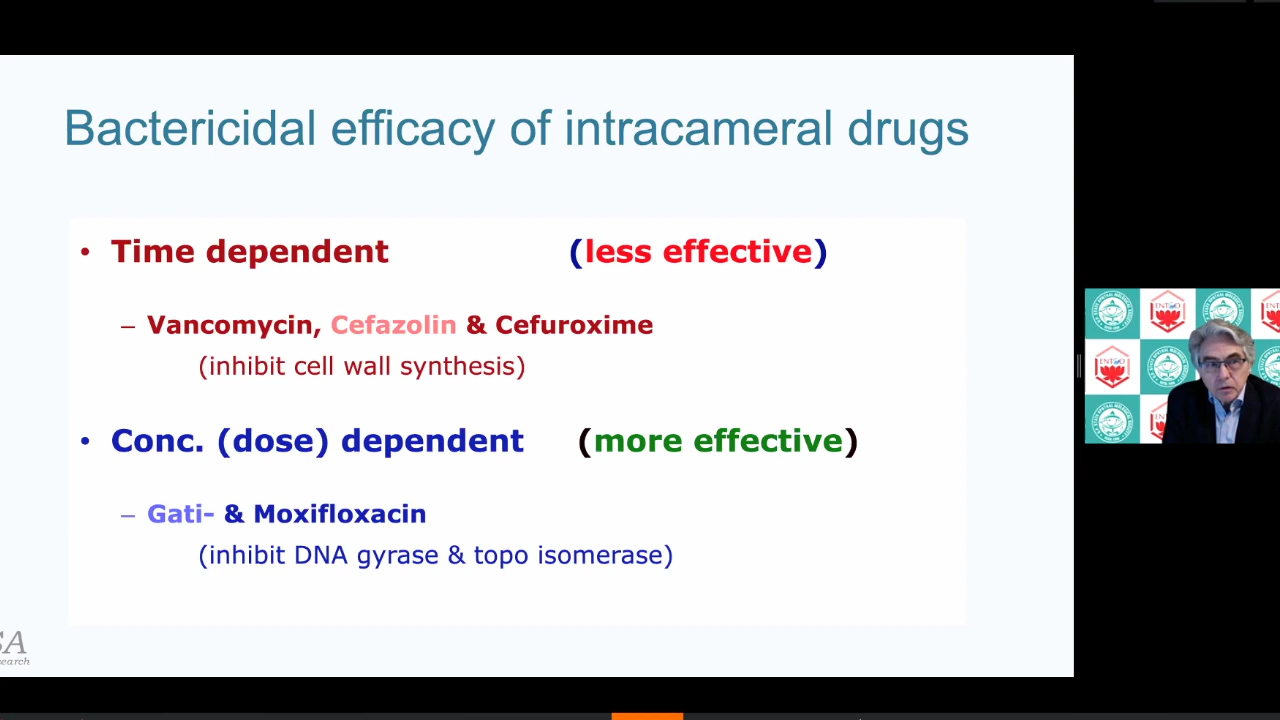 Bactericidal efficacy of intracameral drugs
• Time dependent (less effective)
– Vancomycin, Cefazolin & Cefuroxime
(inhibit cell wall synthesis)
• Conc. (dose) dependent (more effective)
– Gati- & Moxifloxacin
(inhibit DNA gyrase & topo isomerase)